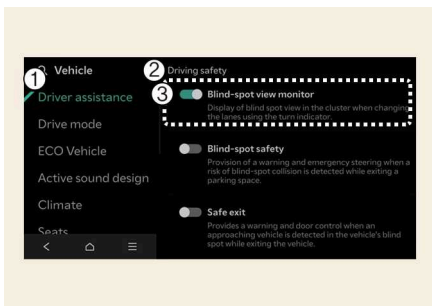 Vehicle
1
Driver assistance
Drive mode
ECO Vehicle
Active sound design
Climate
Seats
2
Driving safety
3
Blind-spot view monitor
Display of blind spot view in the cluster when changing
the lanes using the turn indicator.
Blind-spot safety
Provision of a warning and emergency steering when a
risk of blind-spot collision is detected while exiting a
parking space.
Safe exit
Provides a warning and door control when an
approaching vehicle is detected in the vehicle's blind
spot while exiting the vehicle.